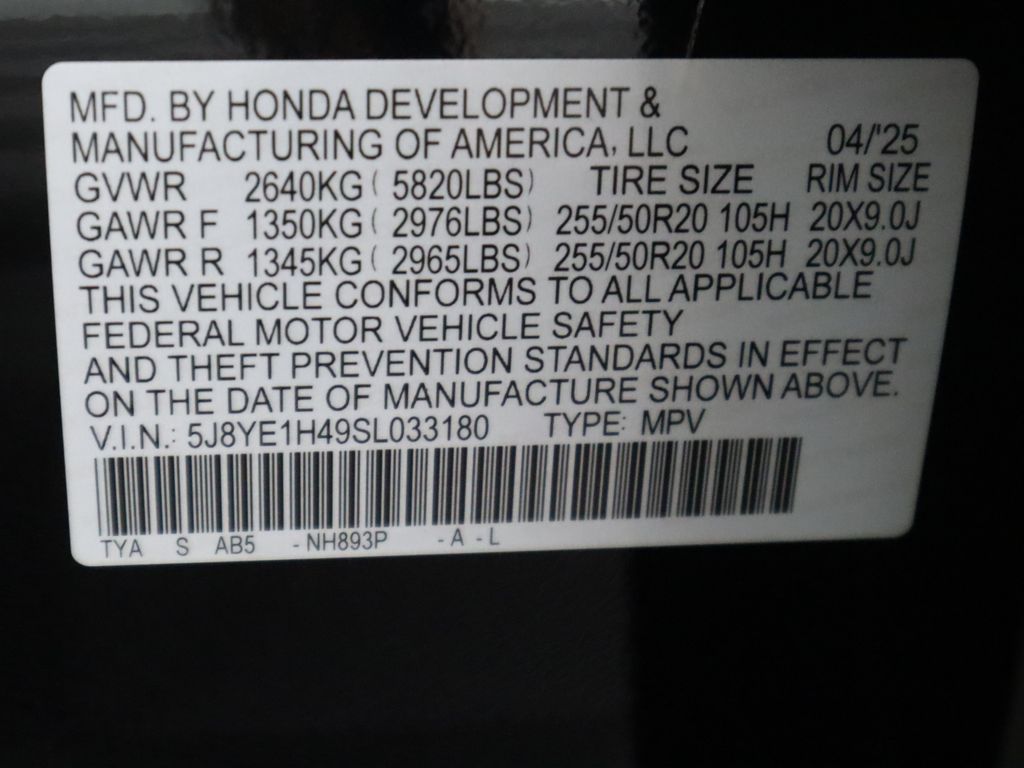 MFD. BY HONDA DEVELOPMENT &
MANUFACTURING OF AMERICA, LLC 04/'25
GVWR 2640KG ( 5820LBS) TIRE SIZE RIM SIZE
GAWR F 1350KG ( 2976LBS) 255/50R20 105H 20X9.0J
GAWR R 1345KG ( 2965LBS) 255/50R20 105H 20X9.0J
THIS VEHICLE CONFORMS TO ALL APPLICABLE
FEDERAL MOTOR VEHICLE SAFETY
AND THEFT PREVENTION STANDARDS IN EFFECT
ON THE DATE OF MANUFACTURE SHOWN ABOVE.
V.I.N.: 5J8YE1H49SL033180 TYPE: MPV
TYA S AB5 - NH893P - A - L